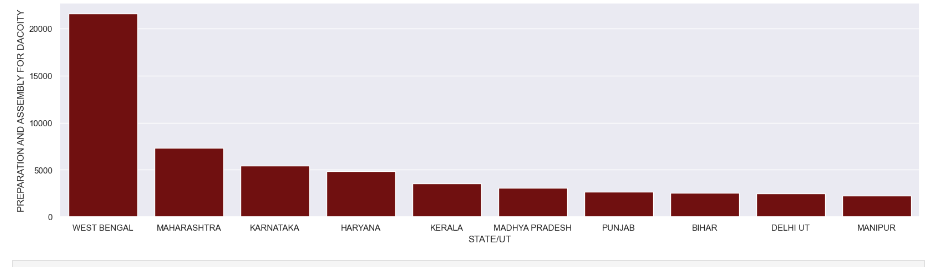 PREPARATION AND ASSEMBLY FOR DACOITY
20000
15000
10000
5000
0
WEST BENGAL MAHARASHTRA KARNATAKA HARYANA KERALA MADHYA PRADESH PUNJAB BIHAR DELHI UT MANIPUR
STATE/UT